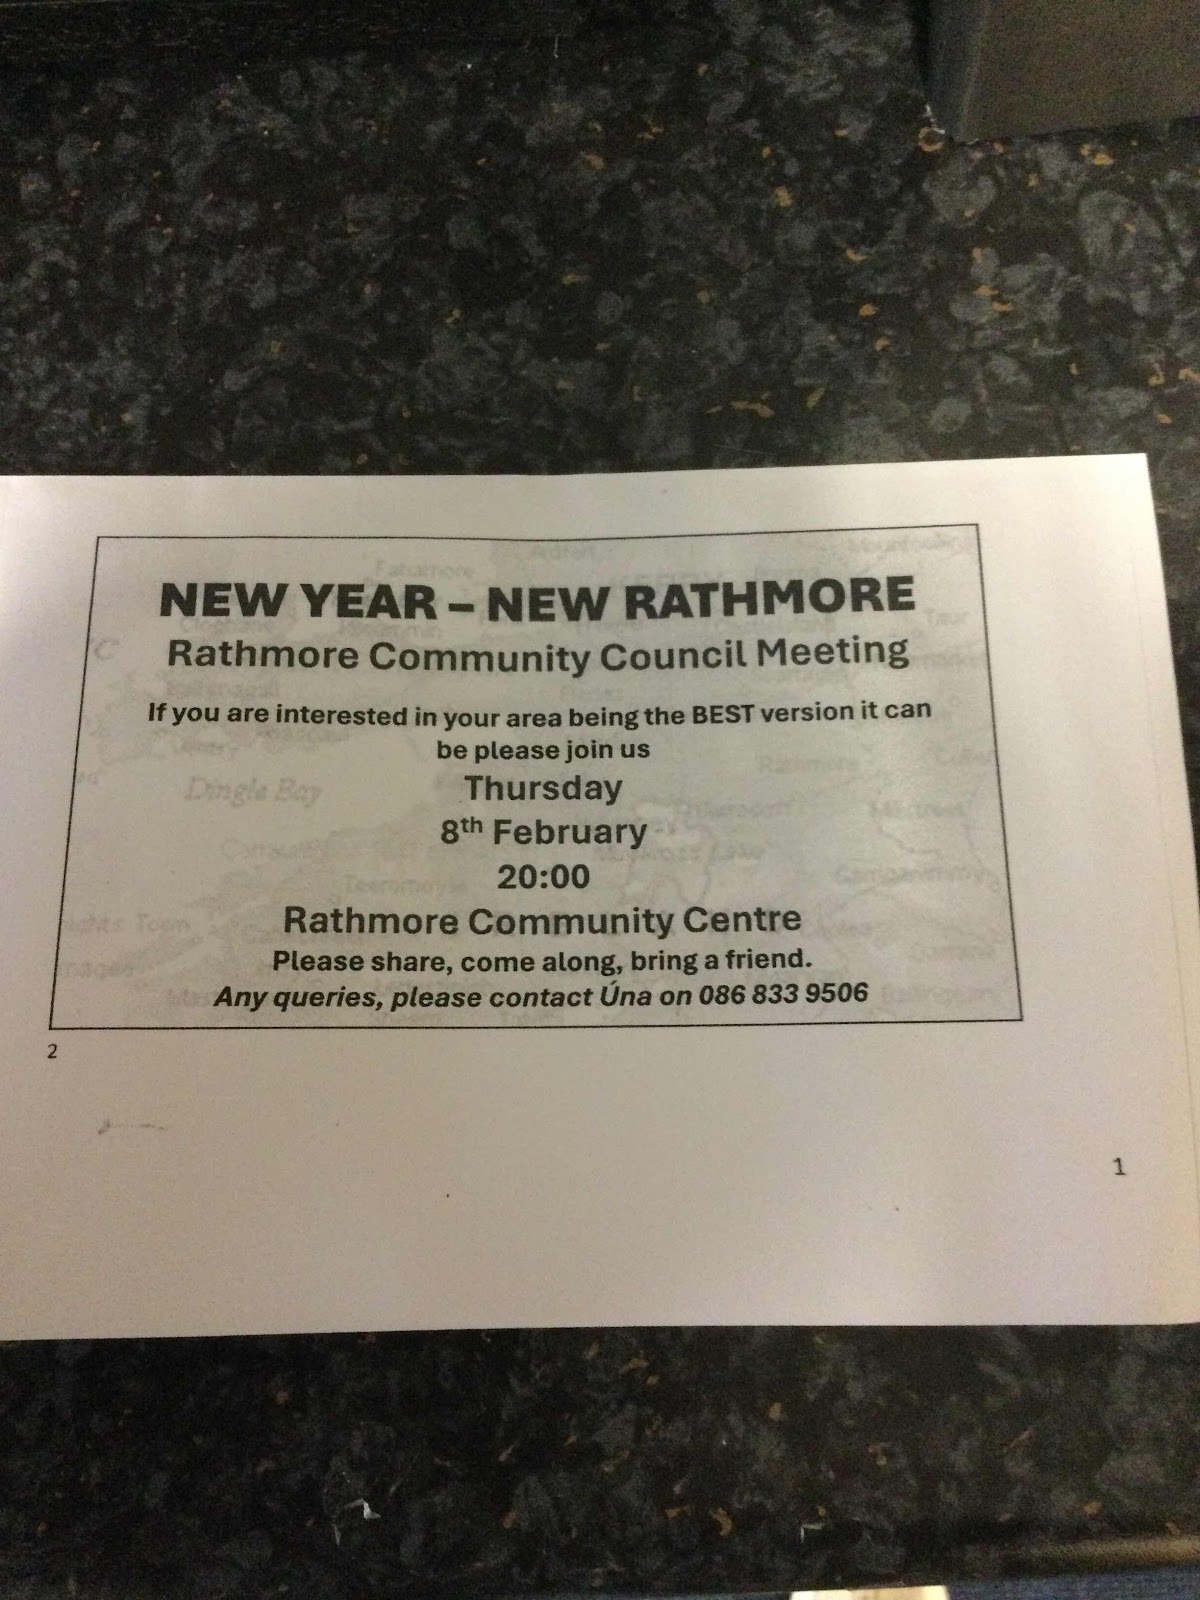 NEW YEAR – NEW RATHMORE
Rathmore Community Council Meeting
If you are interested in your area being the BEST version it can
be please join us
Thursday
8th February
20:00
Rathmore Community Centre
Please share, come along, bring a friend.
Any queries, please contact Úna on 086 833 9506
2
1
Dingle Bay